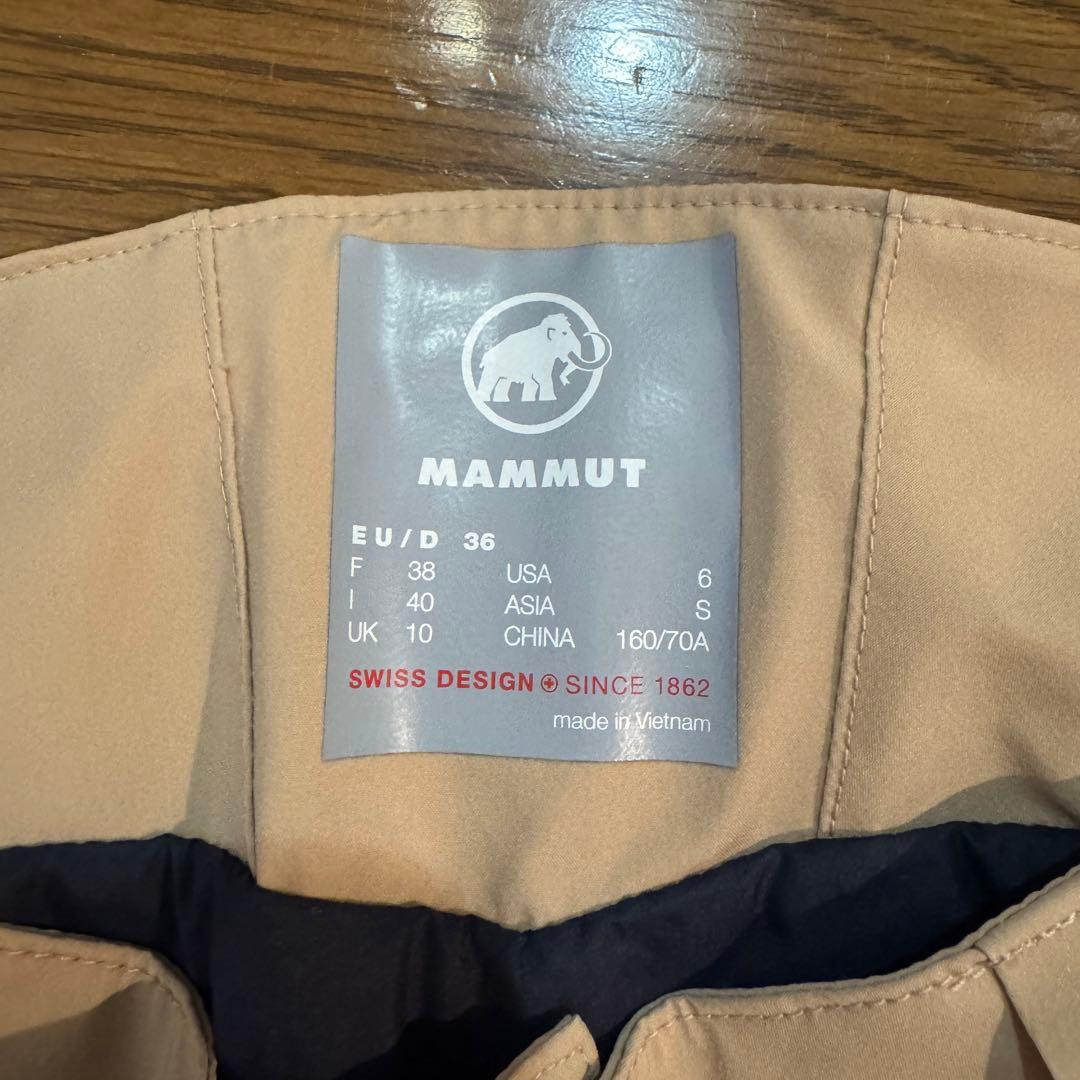 MAMMUT
EU/D 36
F 38 USA 6
I 40 ASIA S
UK 10 CHINA 160/70A
SWISS DESIGN SINCE 1862
made in Vietnam